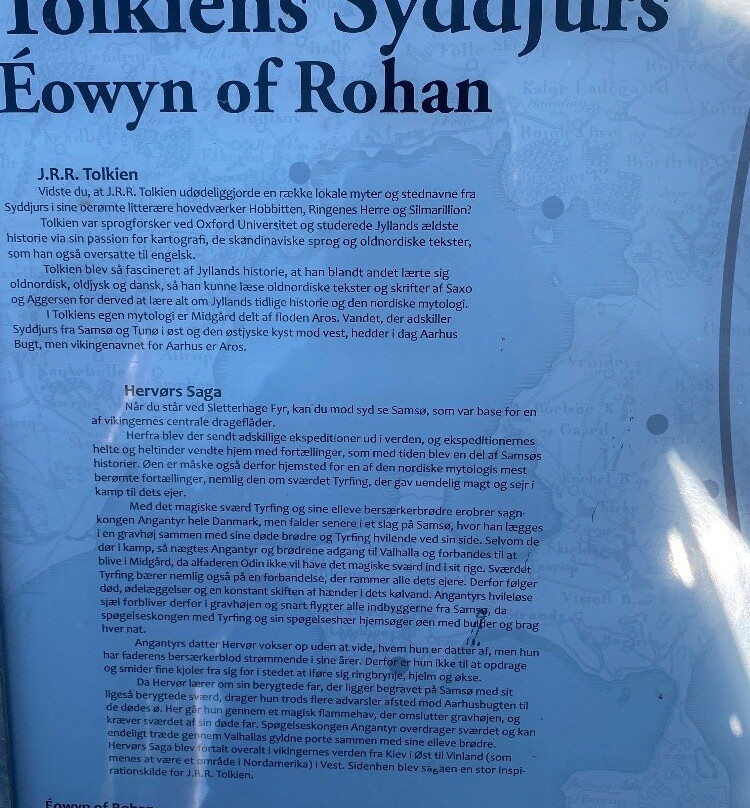 Tolkiens Syddjurs
Éowyn of Rohan
J.R.R. Tolkien
Vidste du, at J.R.R. Tolkien udødeliggjorde en række lokale myter og stednavne fra
Syddjurs i sine berømte litterære hovedværker Hobbitten, Ringenes Herre og Silmarillion?
Tolkien var sprogforsker ved Oxford Universitet og studerede Jyllands ældste
historie via sin passion for kartografi, de skandinaviske sprog og oldnordiske tekster,
som han også oversatte til engelsk.
Tolkien blev så fascineret af Jyllands historie, at han blandt andet lærte sig
oldnordisk, oldjysk og dansk, så han kunne læse oldnordiske tekster og skrifter af Saxo
og Aggersen for derved at lære alt om Jyllands tidlige historie og den nordiske mytologi.
I Tolkiens egen mytologi er Midgård delt af floden Aros. Vandet, der adskiller
Syddjurs fra Samsø og Tunø i øst og den østjyske kyst mod vest, hedder i dag Aarhus
Bugt, men vikingenavnet for Aarhus er Aros.
Hervørs Saga
Når du står ved Sletterhage Fyr, kan du mod syd se Samsø, som var base for en
af vikingernes centrale drageflåder.
Herfra blev der sendt adskillige ekspeditioner ud i verden, og ekspeditionernes
helte og heltinder vendte hjem med fortællinger, som med tiden blev en del af Samsøs
historier. Øen er måske også derfor hjemsted for en af den nordiske mytologis mest
berømte fortællinger, nemlig den om sværdet Tyrfing, der gav uendelig magt og sejr i
kamp til dets ejer.
Med det magiske sværd Tyrfing og sine elleve bersærkerbrødre erobrer sagn-
kongen Angantyr hele Danmark, men falder senere i et slag på Samsø, hvor han lægges
i en gravhøj sammen med sine døde brødre og Tyrfing hvilende ved sin side. Selvom de
dør i kamp, så nægtes Angantyr og brødrene adgang til Valhalla og forbandes til at
blive i Midgård, da alfaderen Odin ikke vil have det magiske sværd ind i sit rige. Sværdet
Tyrfing bærer nemlig også på en forbandelse, der rammer alle dets ejere. Derfor følger
død, ødelæggelser og en konstant skiften af hænder i dets kølvand. Angantyrs hvileløse
sjæl forbliver derfor i gravhøjen og snart flygter alle indbyggerne fra Samsø, da
spøgelseskongen med Tyrfing og sin spøgelseshær hjemsøger øen med bulder og brag
hver nat.
Angantyrs datter Hervør vokser op uden at vide, hvem hun er datter af, men hun
har faderens bersærkerblod strømmende i sine årer. Derfor er hun ikke til at opdrage
og smider fine kjoler fra sig for i stedet at iføre sig ringbrynje, hjelm og økse.
Da Hervør lærer om sin berygtede far, der ligger begravet på Samsø med sit
ligeså berygtede sværd, drager hun trods flere advarsler afsted mod Aarhusbugten til
de dødes ø. Her går hun gennem et magisk flammehav, der omslutter gravhøjen, og
kræver sværdet af sin døde far. Spøgelseskongen Angantyr overdrager sværdet og kan
endeligt træde gennem Valhallas gyldne porte sammen med sine elleve brødre.
Hervørs Saga blev fortalt overalt i vikingernes verden fra Kiev i Øst til Vinland (som
menes at være et område i Nordamerika) i Vest. Sidenhen blev sagaen en stor inspi-
rationskilde for J.R.R. Tolkien.
Éowyn of Rohan